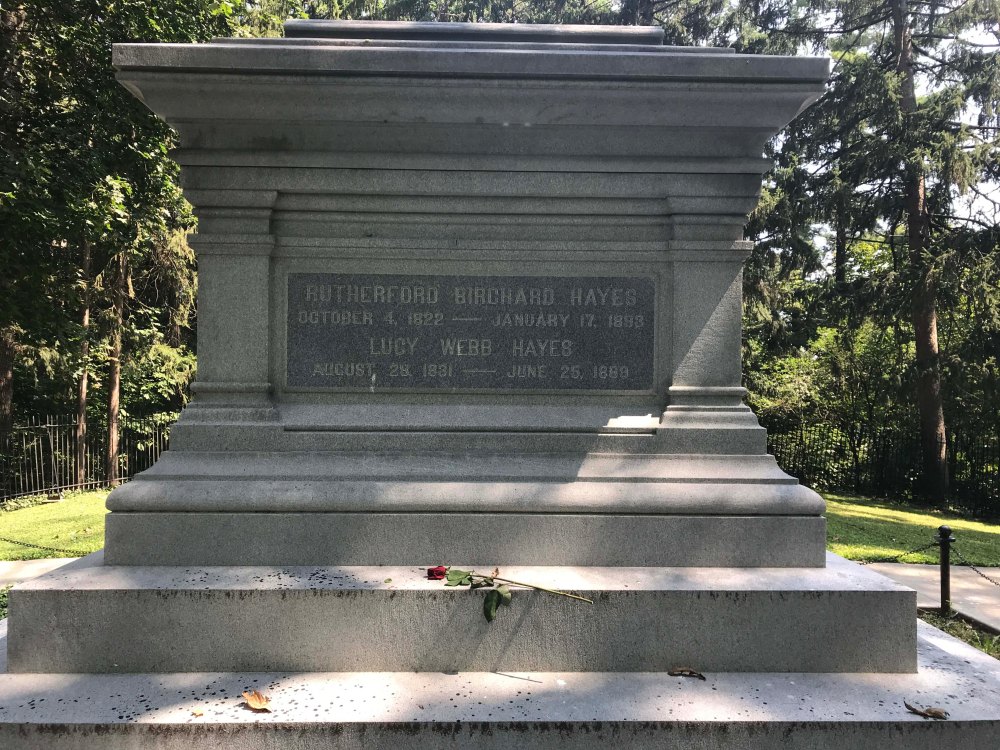 RUTHERFORD BIRCHARD HAYES
OCTOBER 4, 1822 — JANUARY 17, 1893
LUCY WEBB HAYES
AUGUST 28, 1831 — JUNE 25, 1889